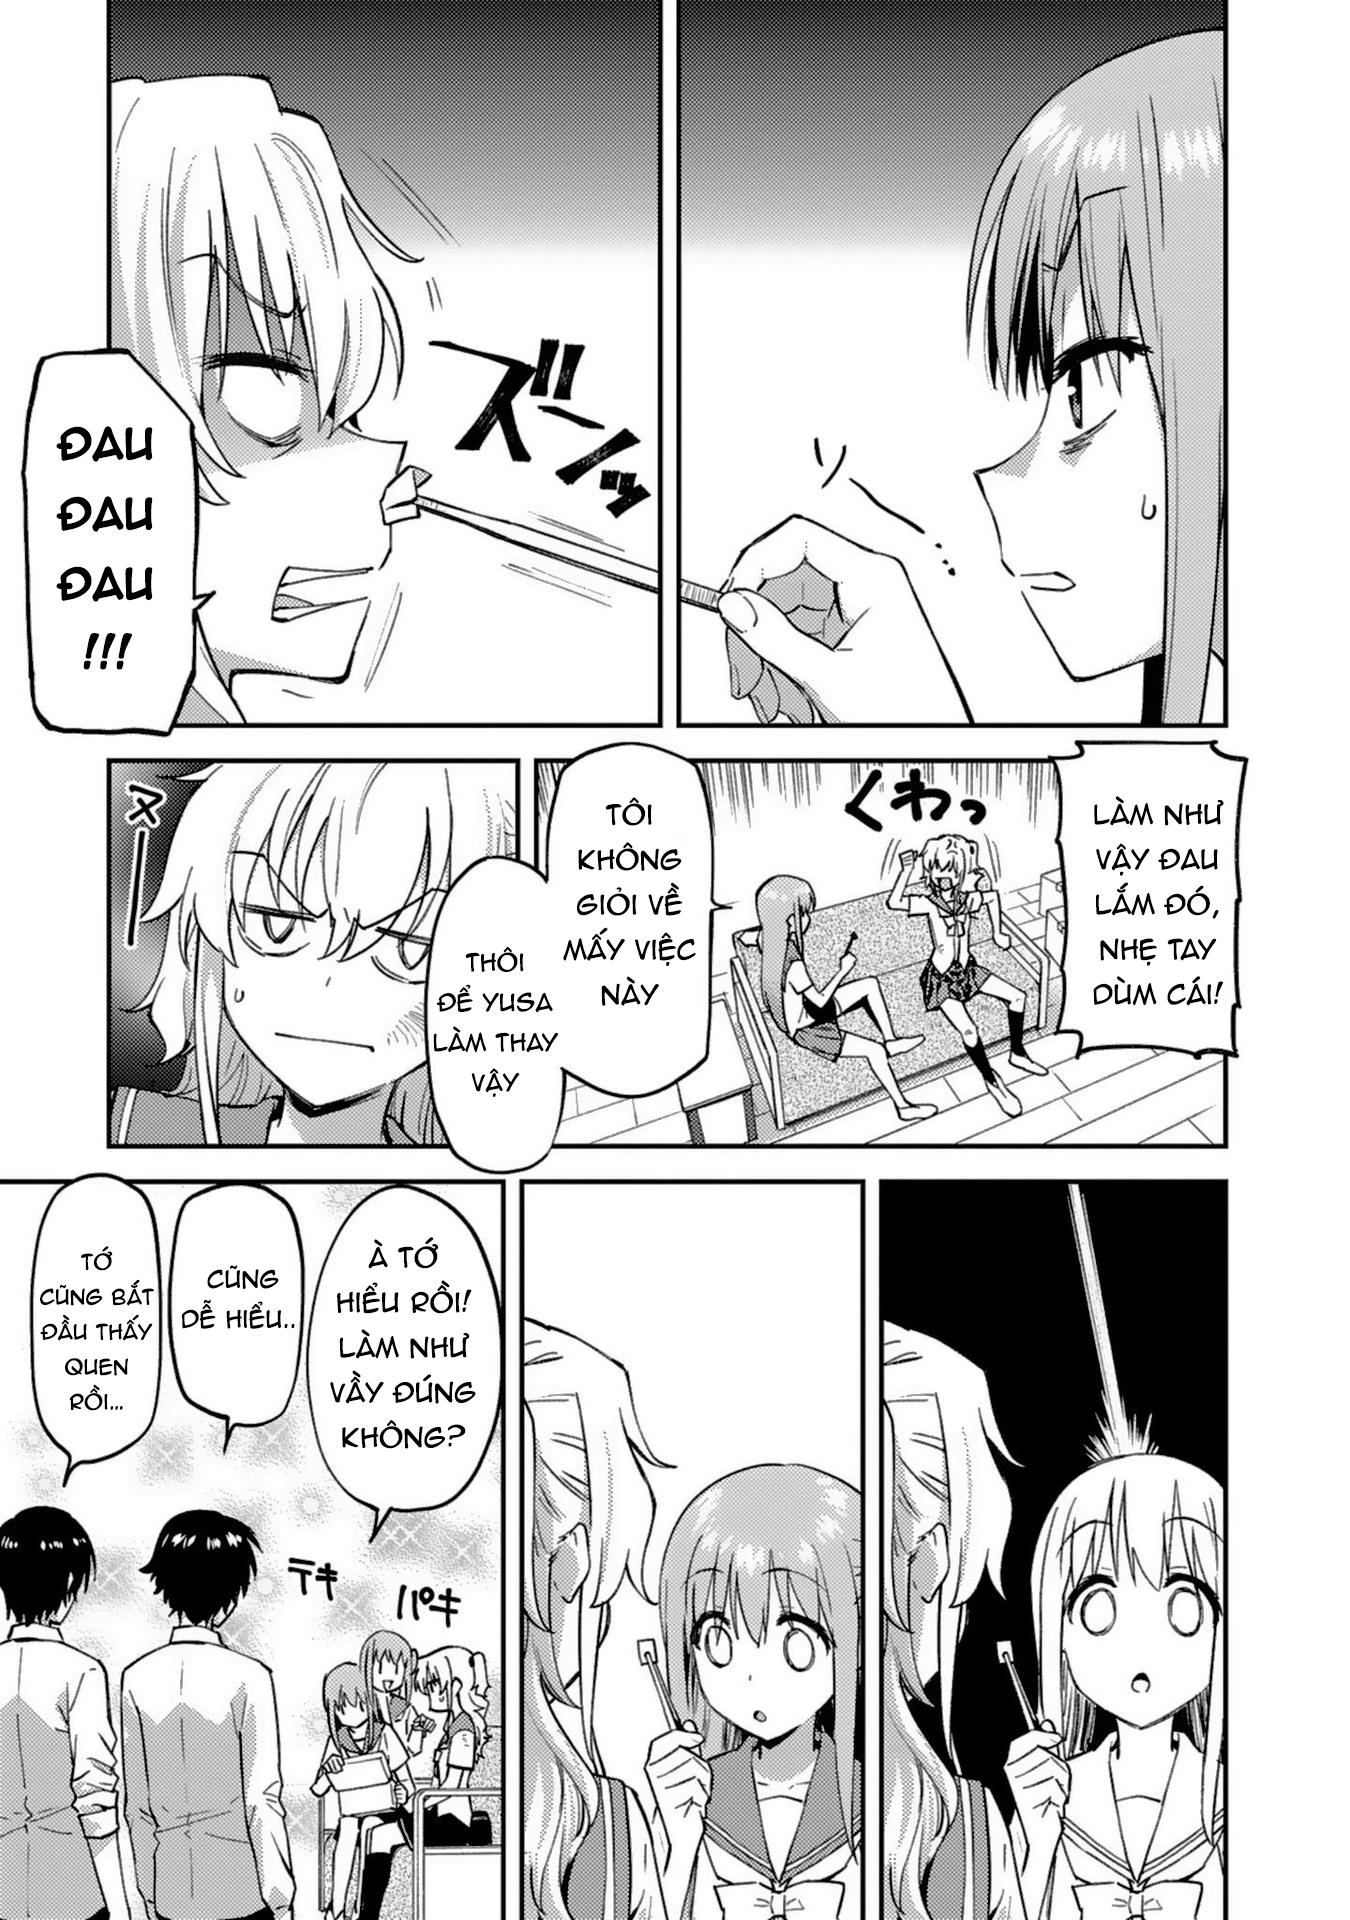 ズーンッ
ソ
ĐAU
ĐAU
ĐAU
!!!
LÀM NHƯ
VẬY ĐAU
LẮM ĐÓ,
NHẸ TAY
DÙM CÁI!
くわっ
TÔI
KHÔNG
GIỎI VỀ
MẤY VIỆC
NÀY
THÔI
ĐỂ YUSA
LÀM THAY
VẬY
ヌー
À TỚ
HIỂU RỒI!
LÀM NHƯ
VẦY ĐÚNG
KHÔNG?
CŨNG
DỄ HIỂU..
TỚ
CŨNG BẮT
ĐẦU THẤY
QUEN
RỒI...
テキ
パキ